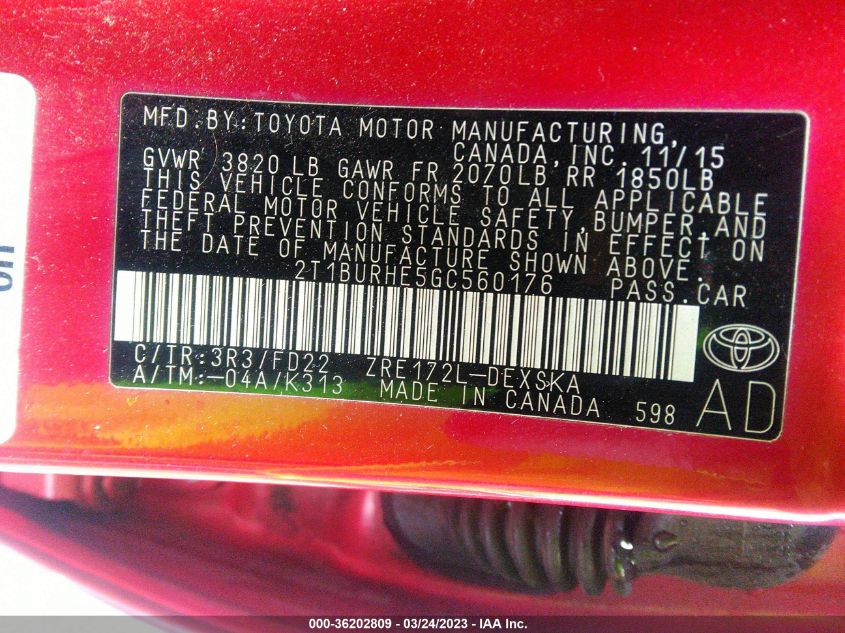 MFD.BY:TOYOTA MOTOR MANUFACTURING,
CANADA,INC. 11/15
GVWR 3820 LB GAWR FR 2070LB RR 1850LB
THIS VEHICLE CONFORMS TO ALL APPLICABLE
FEDERAL MOTOR VEHICLE SAFETY,BUMPER,AND
THEFT PREVENTION STANDARDS IN EFFECT ON
THE DATE OF MANUFACTURE SHOWN ABOVE.
2T1BURHE5GC560176 PASS.CAR
C/TR:3R3/FD22 ZRE172L-DEXSKA
A/TM:-04A/K313 MADE IN CANADA 598
AD
000-36202809 - 03/24/2023 - IAA Inc.